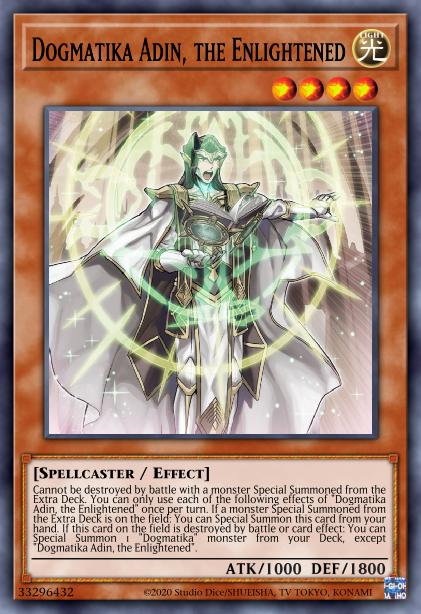 DOGMATIKA ADIN, THE ENLIGHTENED
LIGHT
光
[SPELLCASTER / EFFECT]
Cannot be destroyed by battle with a monster Special Summoned from the
Extra Deck. You can only use each of the following effects of "Dogmatika
Adin, the Enlightened" once per turn. If a monster Special Summoned from
the Extra Deck is on the field: You can Special Summon this card from your
hand. If this card on the field is destroyed by battle or card effect: You can
Special Summon 1 "Dogmatika" monster from your Deck, except
"Dogmatika Adin, the Enlightened".
ATK/1000 DEF/1800
33296432
©2020 Studio Dice/SHUEISHA, TV TOKYO, KONAMI